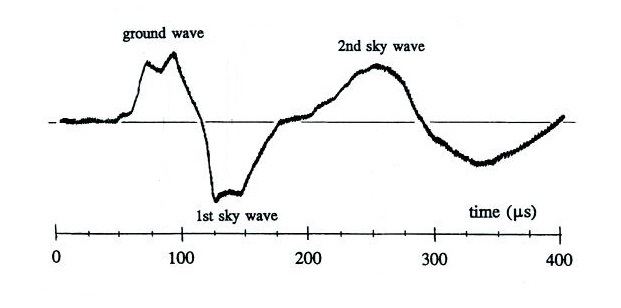 ground wave
2nd sky wave
1st sky wave
time (μs)
0 100 200 300 400